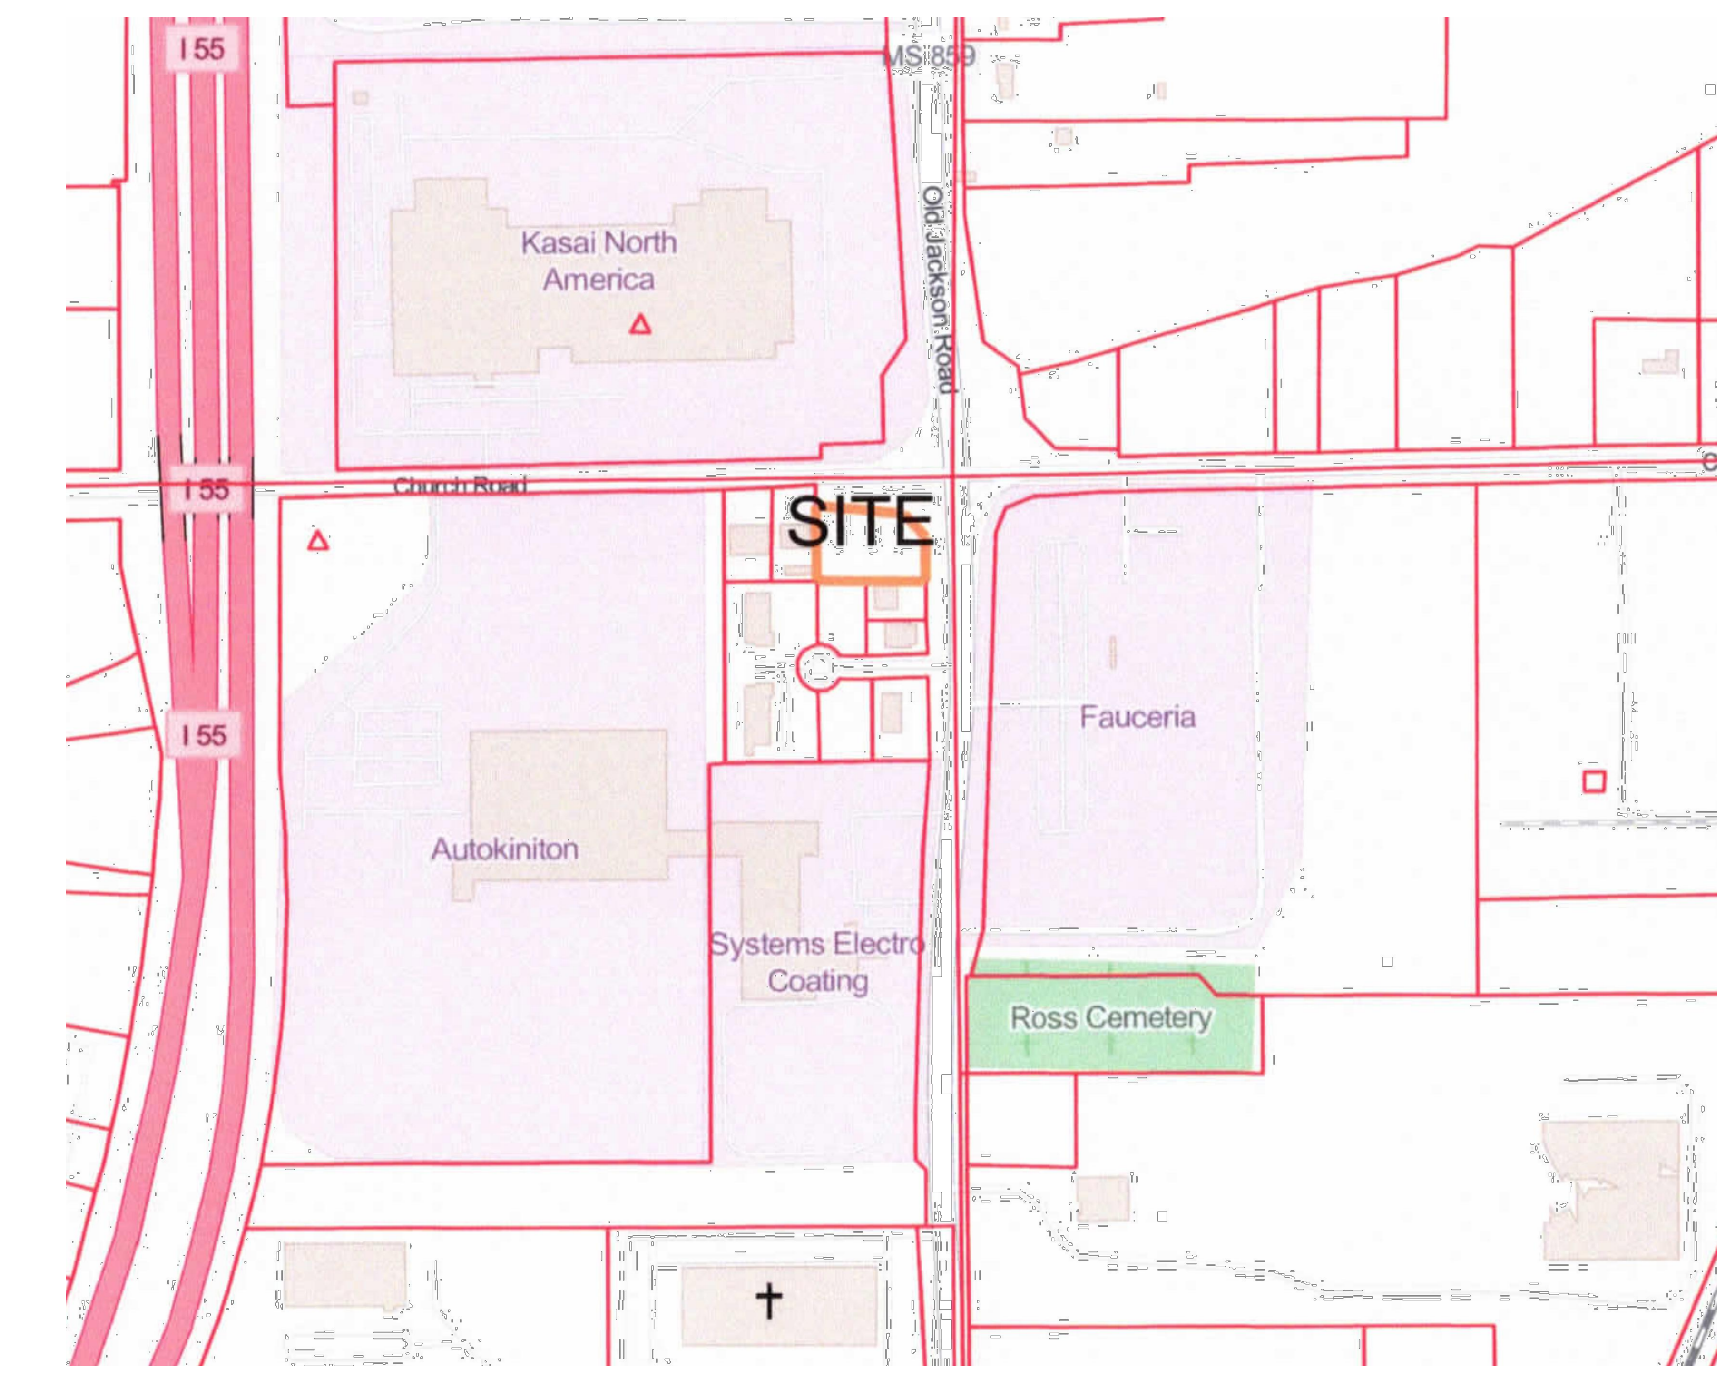 I 55
MS 859
Old Jackson Road
Kasai North
America
I 55
Church Road
SITE
I 55
Fauceria
Autokiniton
Systems Electro
Coating
Ross Cemetery